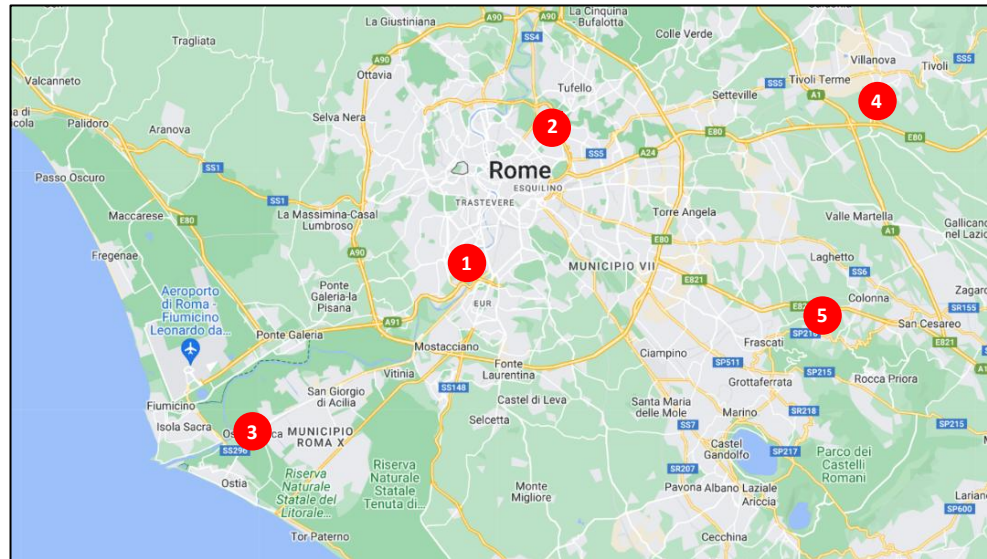 La Giustiniana
A90
SS4
A90
La Cinquina
- Bufalotta
Colle Verde
Villanova
Tragliata
Ottavia
Tivoli
SS5
Valcanneto
Tufello
Tivoli Terme
SS5
Setteville
A1
4
Palidoro
Aranova
Selva Nera
2
E80
E80
SS1
SS5
A24
Passo Oscuro
Rome
ESQUILINO
SS1
TRASTEVERE
Maccarese
E80
La Massimina-Casal
Lumbroso
Torre Angela
Valle Martella
Gallicano
nel Lazio
A1
E80
Fregenae
A90
1
MUNICIPIO VII
Laghetto
SS6
E821
Aeroporto
di Roma -
Fiumicino
Leonardo da...
Ponte
Galeria-la
Pisana
EUR
Colonna
Zagaro
SR155
Ponte Galeria
A91
5
San Cesareo
Mostacciano
Ciampino
Frascati
A1
Vitinia
Fonte
Laurentina
SP511
SP215
Rocca Priora
SS148
Grottaferrata
Fiumicino
San Giorgio
di Acilia
Castel di Leva
Santa Maria
delle Mole
Marino
SR218
Isola Sacra
3
MUNICIPIO
ROMA X
Selcetta
SS7
SP215
SS296
Castel
Gandolfo
SP217
Parco dei
Castelli
Romani
Ostia
Riserva
Naturale
Statale del
Litorale...
Riserva
Naturale
Statale
Tenuta di...
SR207
Monte
Migliore
Pavona
Albano Laziale
Ariccia
Lariano
SP600
Tor Paterno
Cecchina